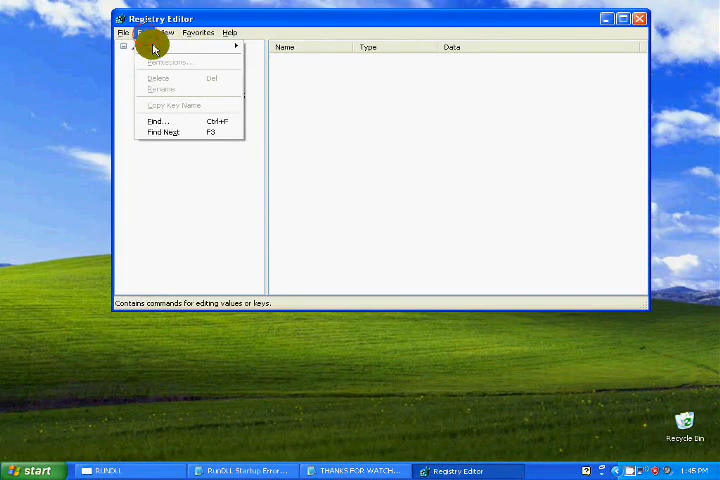 Registry Editor
File View Favorites Help
Permissions...
Delete Del
Rename
Copy Key Name
Find... Ctrl+F
Find Next F3
Name Type Data
Contains commands for editing values or keys.
Recycle Bin
start RUNDLL RunDLL Startup Error... THANKS FOR WATCH... Registry Editor 1:45 PM